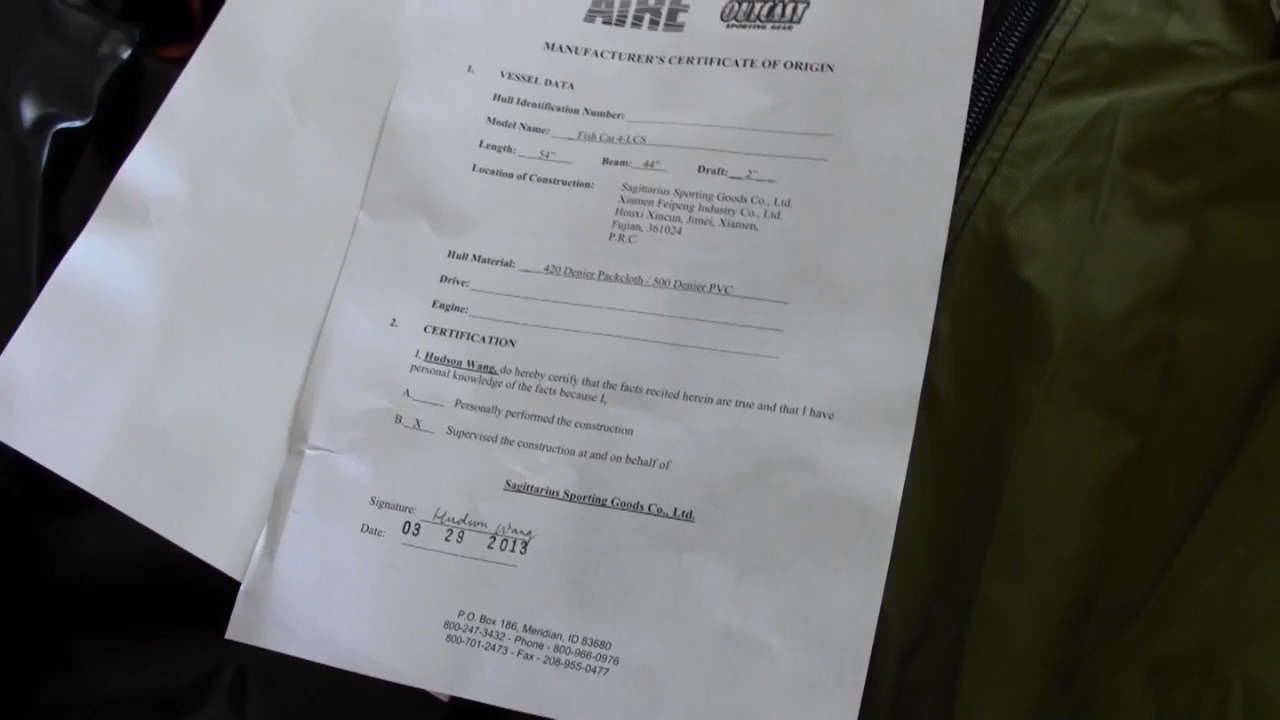 AIRE OUTCAST
SPORTING GEAR
MANUFACTURER'S CERTIFICATE OF ORIGIN
1. VESSEL DATA
Hull Identification Number:
Model Name: Fish Cat 4-LCS
Length: 54" Beam: 44" Draft: 2"
Location of Construction: Sagittarius Sporting Goods Co., Ltd.
Xiamen Feipeng Industry Co., Ltd.
Houxi Xincun, Jimei, Xiamen,
Fujian, 361024
P.R.C.
Hull Material: 420 Denier Packcloth / 500 Denier PVC
Drive:
Engine:
2. CERTIFICATION
I, Hudson Wang, do hereby certify that the facts recited herein are true and that I have
personal knowledge of the facts because I,
A. Personally performed the construction
B. X Supervised the construction at and on behalf of
Sagittarius Sporting Goods Co., Ltd.
Signature: Hudson Wang
Date: 03 29 2013
P.O. Box 186, Meridian, ID 83680
800-247-3432 - Phone - 800-966-0976
800-701-2473 - Fax - 208-955-0477